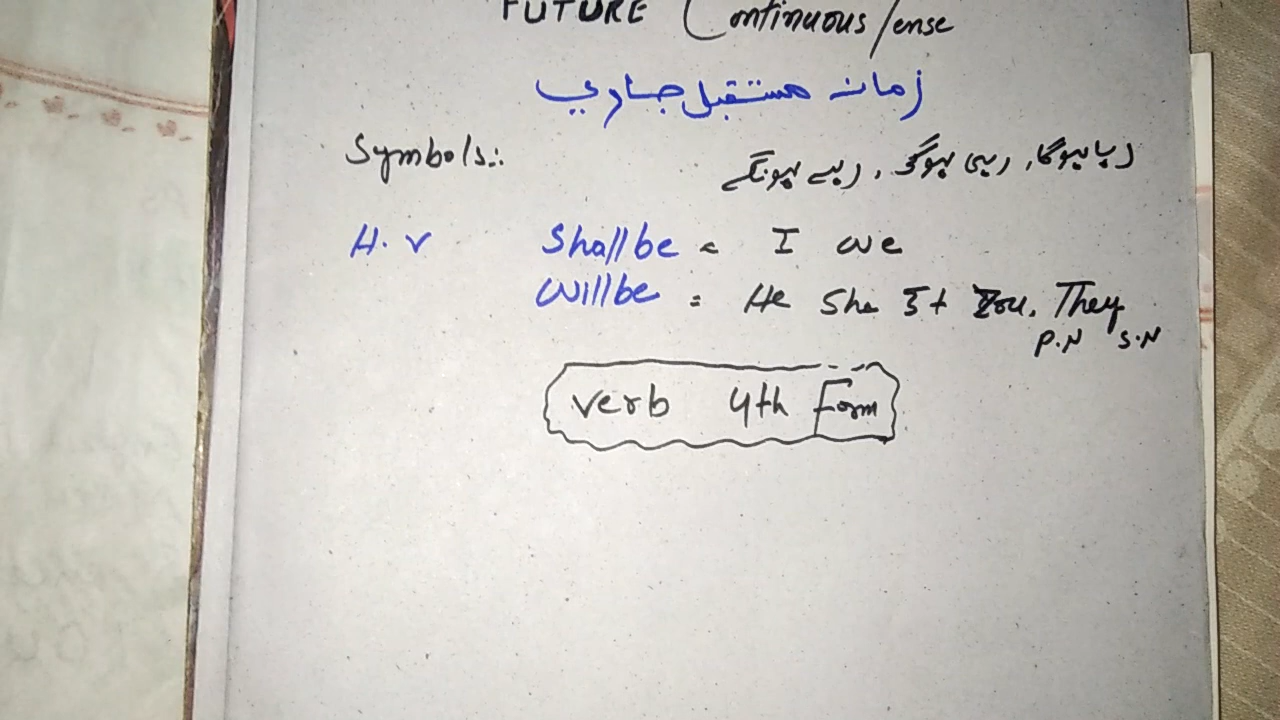 FUTURE Continuous Tense
زمانہ مستقبل جاری
Symbols:. رہا ہوگا، رہی ہوگی، رہے ہونگے
H.V Shall be = I we
Will be = He She It You. They
P.N S.N
verb 4th Form